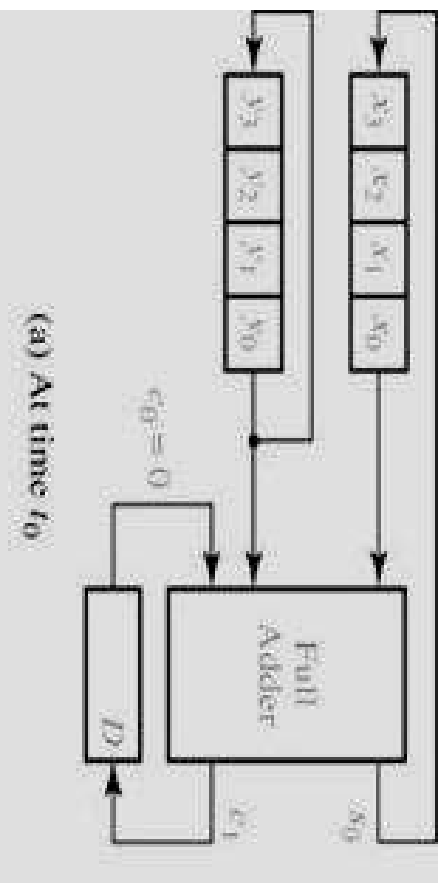 x₃ x₂ x₁ x₀
y₃ y₂ y₁ y₀
Full
Adder
s₀
c₁
c₀ = 0
D
(a) At time t₀